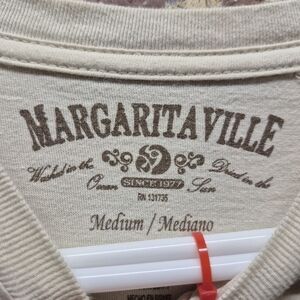 MARGARITAVILLE
Washed in the Ocean
Dried in the Sun
SINCE 1977
RN 131735
Medium / Mediano